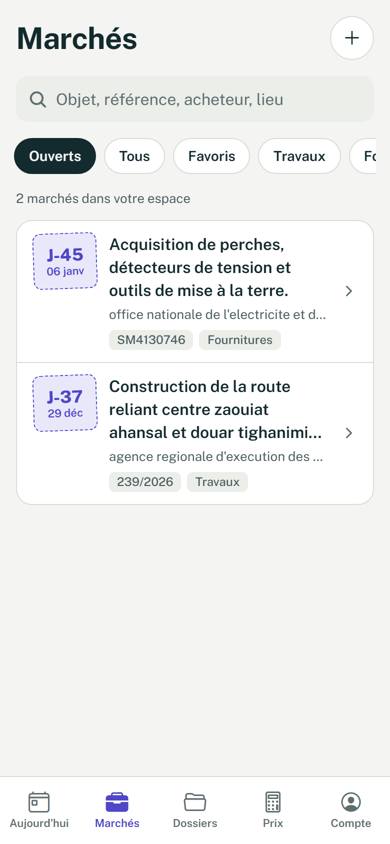 Marchés
Objet, référence, acheteur, lieu
Ouverts
Tous
Favoris
Travaux
Fo
2 marchés dans votre espace
J-45
06 janv
Acquisition de perches,
détecteurs de tension et
outils de mise à la terre.
office nationale de l'electricite et d...
SM4130746
Fournitures
J-37
29 déc
Construction de la route
reliant centre zaouiat
ahansal et douar tighanimi...
agence regionale d'execution des ...
239/2026
Travaux
Aujourd'hui
Marchés
Dossiers
Prix
Compte